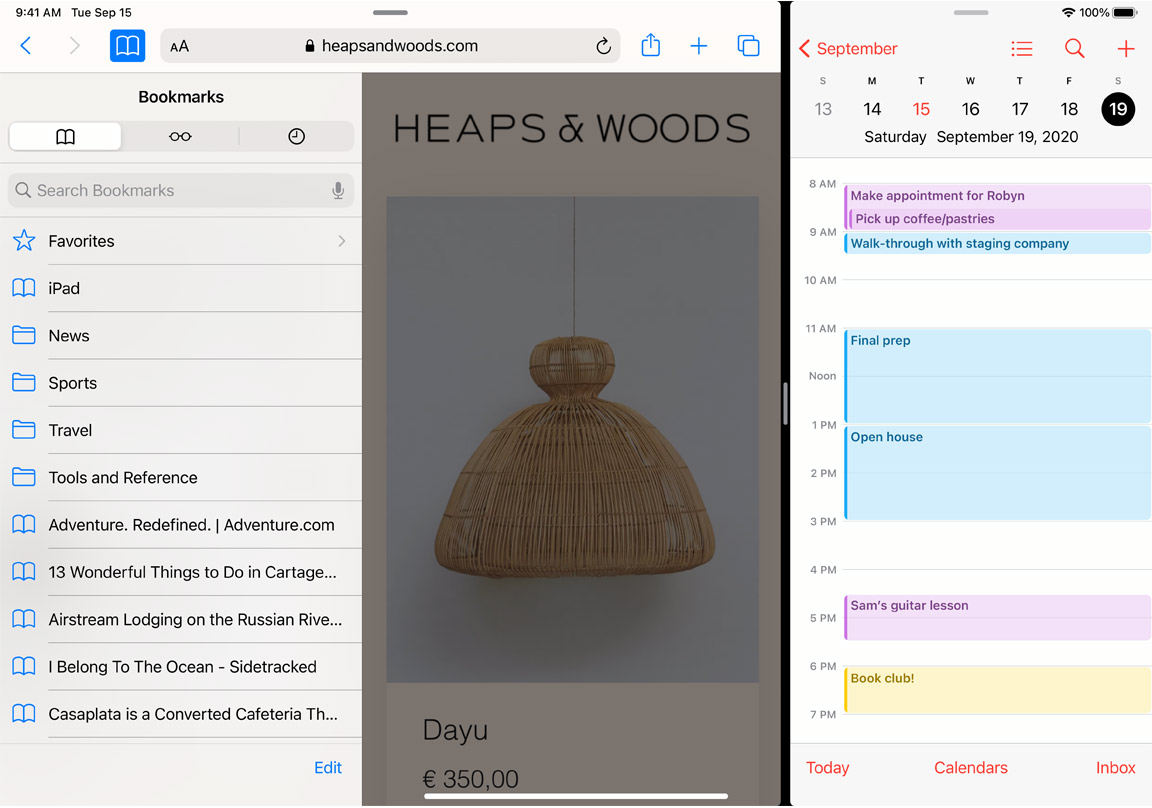 9:41 AM Tue Sep 15
AA heapsandwoods.com
Bookmarks
Search Bookmarks
Favorites
iPad
News
Sports
Travel
Tools and Reference
Adventure. Redefined. | Adventure.com
13 Wonderful Things to Do in Cartage...
Airstream Lodging on the Russian Rive...
I Belong To The Ocean - Sidetracked
Casaplata is a Converted Cafeteria Th...
Edit
HEAPS & WOODS
Dayu
€ 350,00
100%
September
S M T W T F S
13 14 15 16 17 18 19
Saturday September 19, 2020
8 AM
Make appointment for Robyn
Pick up coffee/pastries
9 AM
Walk-through with staging company
10 AM
11 AM
Final prep
Noon
1 PM
Open house
2 PM
3 PM
4 PM
Sam's guitar lesson
5 PM
6 PM
Book club!
7 PM
Today Calendars Inbox